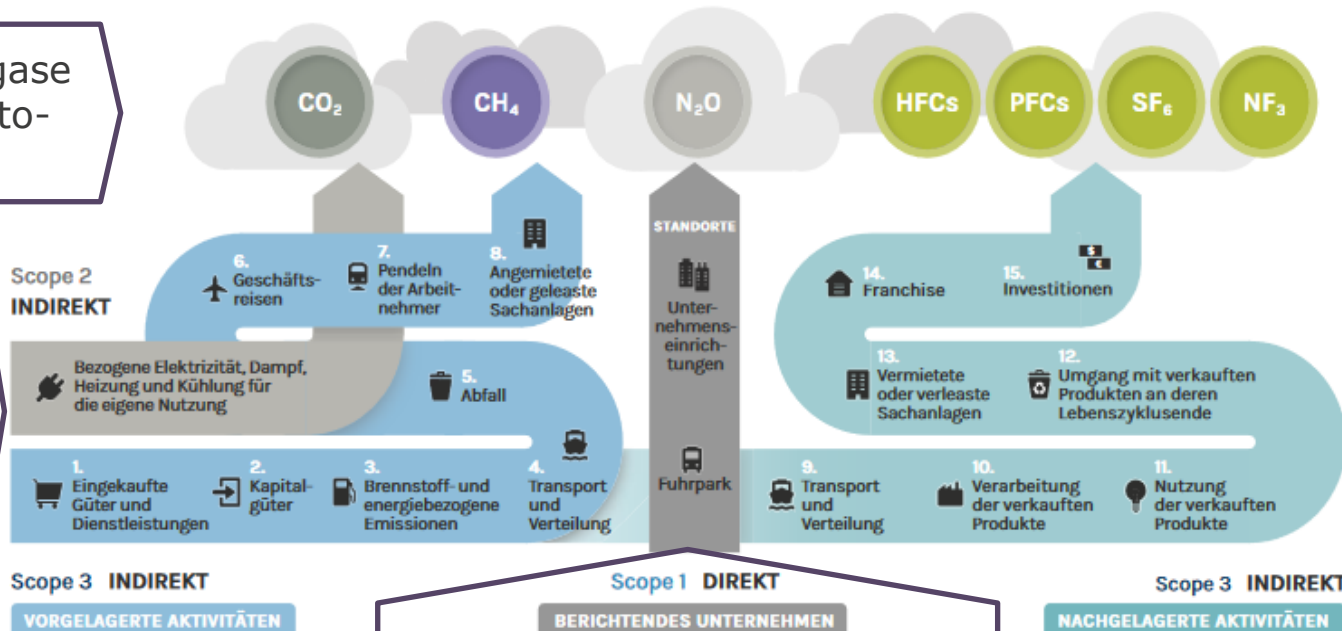 gase
to-
CO₂
CH₄
N₂O
HFCs
PFCs
SF₆
NF₃
Scope 2
INDIREKT
6.
Geschäfts-
reisen
7.
Pendeln
der Arbeit-
nehmer
8.
Angemietete
oder geleaste
Sachanlagen
Bezogene Elektrizität, Dampf,
Heizung und Kühlung für
die eigene Nutzung
5.
Abfall
1.
Eingekaufte
Güter und
Dienstleistungen
2.
Kapital-
güter
3.
Brennstoff- und
energiebezogene
Emissionen
4.
Transport
und
Verteilung
STANDORTE
Unter-
nehmens-
einrich-
tungen
Fuhrpark
14.
Franchise
15.
Investitionen
13.
Vermietete
oder verleaste
Sachanlagen
12.
Umgang mit verkauften
Produkten an deren
Lebenszyklusende
9.
Transport
und
Verteilung
10.
Verarbeitung
der verkauften
Produkte
11.
Nutzung
der verkauften
Produkte
Scope 3 INDIREKT
VORGELAGERTE AKTIVITÄTEN
Scope 1 DIREKT
BERICHTENDES UNTERNEHMEN
Scope 3 INDIREKT
NACHGELAGERTE AKTIVITÄTEN